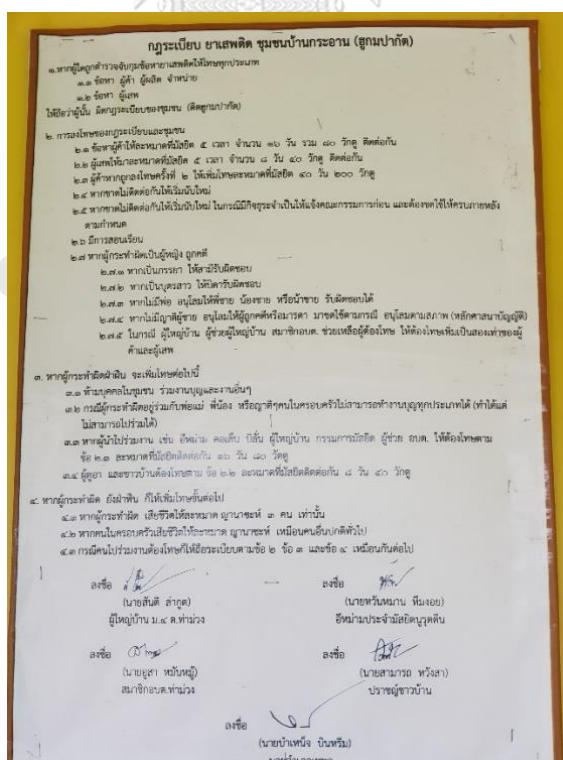 กฎระเบียบ ยาเสพติด ชุมชนบ้านกระอาน (ฮูกมปากัต)
๑.หากผู้ใดถูกตำรวจจับกุมข้อหายาเสพติดให้โทษทุกประเภท
๑.๑ ข้อหา ผู้ค้า ผู้ผลิต จำหน่าย
๑.๒ ข้อหา ผู้เสพ
ให้ถือว่าผู้นั้น ผิดกฎระเบียบของชุมชน (ติดฮูกมปากัต)
๒. การลงโทษของกฎระเบียบและชุมชน
๒.๑ ข้อหาผู้ค้าให้ละหมาดที่มัสยิด ๕ เวลา จำนวน ๑๖ วัน รวม ๘๐ วักตู ติดต่อกัน
๒.๒ ผู้เสพให้มาละหมาดที่มัสยิด ๕ เวลา จำนวน ๘ วัน ๔๐ วักตู ติดต่อกัน
๒.๓ ผู้ค้าหากถูกลงโทษครั้งที่ ๒ ให้เพิ่มโทษละหมาดที่มัสยิด ๔๐ วัน ๒๐๐ วักตู
๒.๔ หากขาดไม่ติดต่อกันให้เริ่มนับใหม่
๒.๕ หากขาดไม่ติดต่อกันให้เริ่มนับใหม่ ในกรณีมีกิจธุระจำเป็นให้แจ้งคณะกรรมการก่อน และต้องชดใช้ให้ครบภายหลัง
ตามกำหนด
๒.๖ มีการสอนเรียน
๒.๗ หากผู้กระทำผิดเป็นผู้หญิง ถูกคดี
๒.๗.๑ หากเป็นภรรยา ให้สามีรับผิดชอบ
๒.๗.๒ หากเป็นบุตรสาว ให้บิดารับผิดชอบ
๒.๗.๓ หากไม่มีพ่อ อนุโลมให้พี่ชาย น้องชาย หรือน้าชาย รับผิดชอบได้
๒.๗.๔ หากไม่มีญาติผู้ชาย อนุโลมให้ผู้ถูกคดีหรือมารดา มาชดใช้ตามกรณี อนุโลมตามสภาพ (หลักศาสนาบัญญัติ)
๒.๗.๕ ในกรณี ผู้ใหญ่บ้าน ผู้ช่วยผู้ใหญ่บ้าน สมาชิกอบต. ช่วยเหลือผู้ต้องโทษ ให้ต้องโทษเพิ่มเป็นสองเท่าของผู้
ค้าและผู้เสพ
๓. หากผู้กระทำผิดฝ่าฝืน จะเพิ่มโทษต่อไปนี้
๓.๑ ห้ามบุคคลในชุมชน ร่วมงานบุญและงานอื่นๆ
๓.๒ กรณีผู้กระทำผิดอยู่ร่วมกับพ่อแม่ พี่น้อง หรือญาติๆคนในครอบครัวไม่สามารถทำงานบุญทุกประเภทได้ (ทำได้แต่
ไม่สามารถไปร่วมได้)
๓.๓ หากผู้นำไปร่วมงาน เช่น อีหม่าม คอเต็บ บิลั่น ผู้ใหญ่บ้าน กรรมการมัสยิด ผู้ช่วย อบต. ให้ต้องโทษตาม
ข้อ ๒.๑ ละหมาดที่มัสยิดติดต่อกัน ๑๖ วัน ๘๐ วักตู
๓.๔ ผู้ดูอา และชาวบ้านต้องโทษตาม ข้อ ๒.๒ ละหมาดที่มัสยิดติดต่อกัน ๘ วัน ๔๐ วักตู
๔. หากผู้กระทำผิด ยังฝ่าฝืน ก็ให้เพิ่มโทษขั้นต่อไป
๔.๑ หากผู้กระทำผิด เสียชีวิตให้ละหมาด ญานาซะห์ ๓ คน เท่านั้น
๔.๒ หากคนในครอบครัวเสียชีวิตให้ละหมาด ญานาซะห์ เหมือนคนอื่นปกติทั่วไป
๔.๓ กรณีคนไปร่วมงานต้องโทษก็ให้ถือระเบียบตามข้อ ๒ ข้อ ๓ และข้อ ๔ เหมือนกันต่อไป
ลงชื่อ
(นายสันติ ล่ากูด)
ผู้ใหญ่บ้าน ม.๔ ต.ท่าม่วง
ลงชื่อ
(นายหวันหมาน หีมงอย)
อีหม่ามประจำมัสยิดนูรุดดีน
ลงชื่อ
(นายอูสา หมันหมู้)
สมาชิกอบต.ท่าม่วง
ลงชื่อ
(นายสามารถ หวังสา)
ปราชญ์ชาวบ้าน
ลงชื่อ
(นายบำเหน็จ บินหรีม)